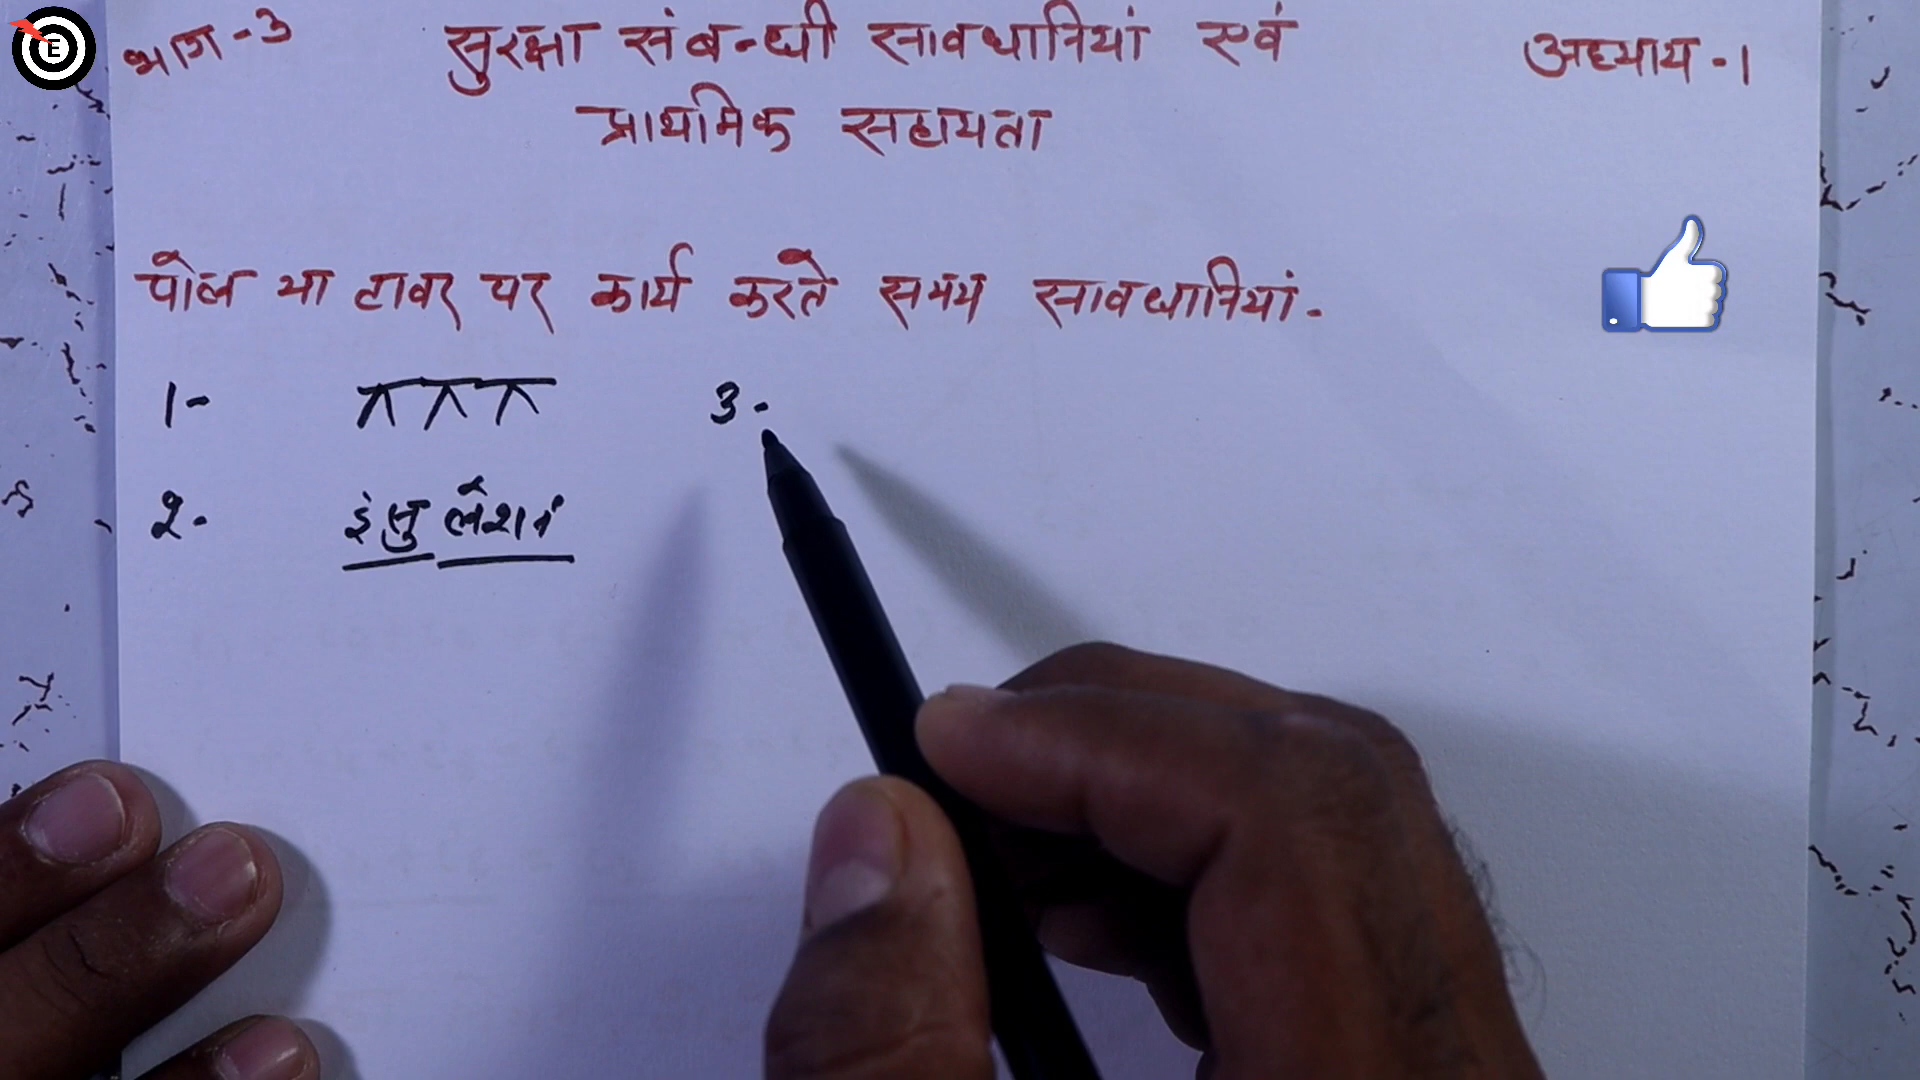 E
भाग-3
सुरक्षा संबन्धी सावधानियां एवं
अध्याय-1
प्राथमिक सहायता
पोल या टावर पर कार्य करते समय सावधानियां-
1-
3-
2- इंसुलेशन